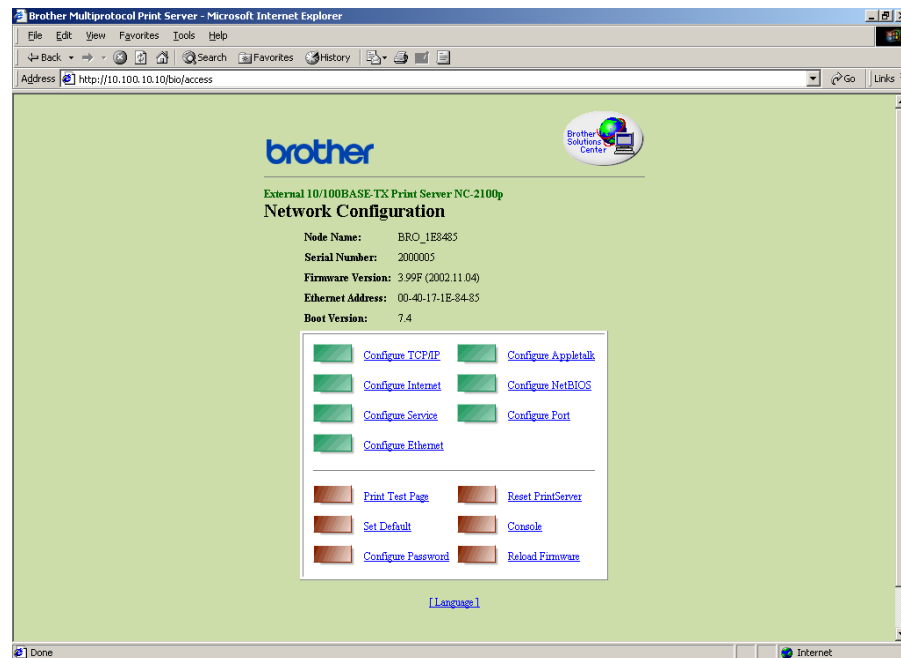 Brother Multiprotocol Print Server - Microsoft Internet Explorer
File Edit View Favorites Tools Help
Back Search Favorites History
Address http://10.100.10.10/bio/access Go Links
brother
Brother
Solutions
Center
External 10/100BASE-TX Print Server NC-2100p
Network Configuration
Node Name: BRO_1E8485
Serial Number: 2000005
Firmware Version: 3.99F (2002.11.04)
Ethernet Address: 00-40-17-1E-84-85
Boot Version: 7.4
Configure TCP/IP Configure Appletalk
Configure Internet Configure NetBIOS
Configure Service Configure Port
Configure Ethernet
Print Test Page Reset PrintServer
Set Default Console
Configure Password Reload Firmware
[ Language ]
Done Internet